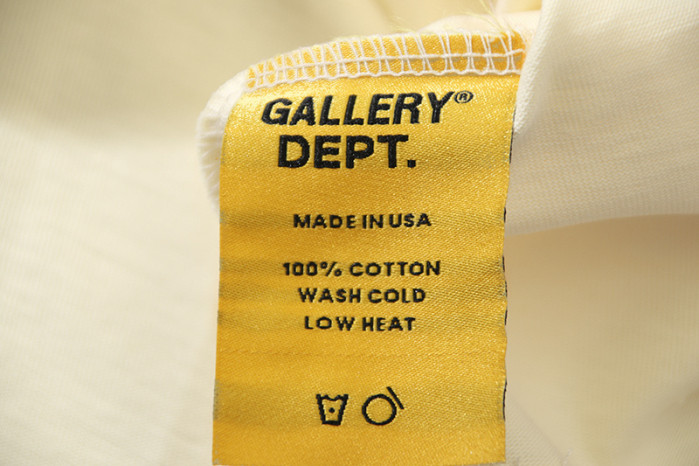 GALLERY®
DEPT.
MADE IN USA
100% COTTON
WASH COLD
LOW HEAT